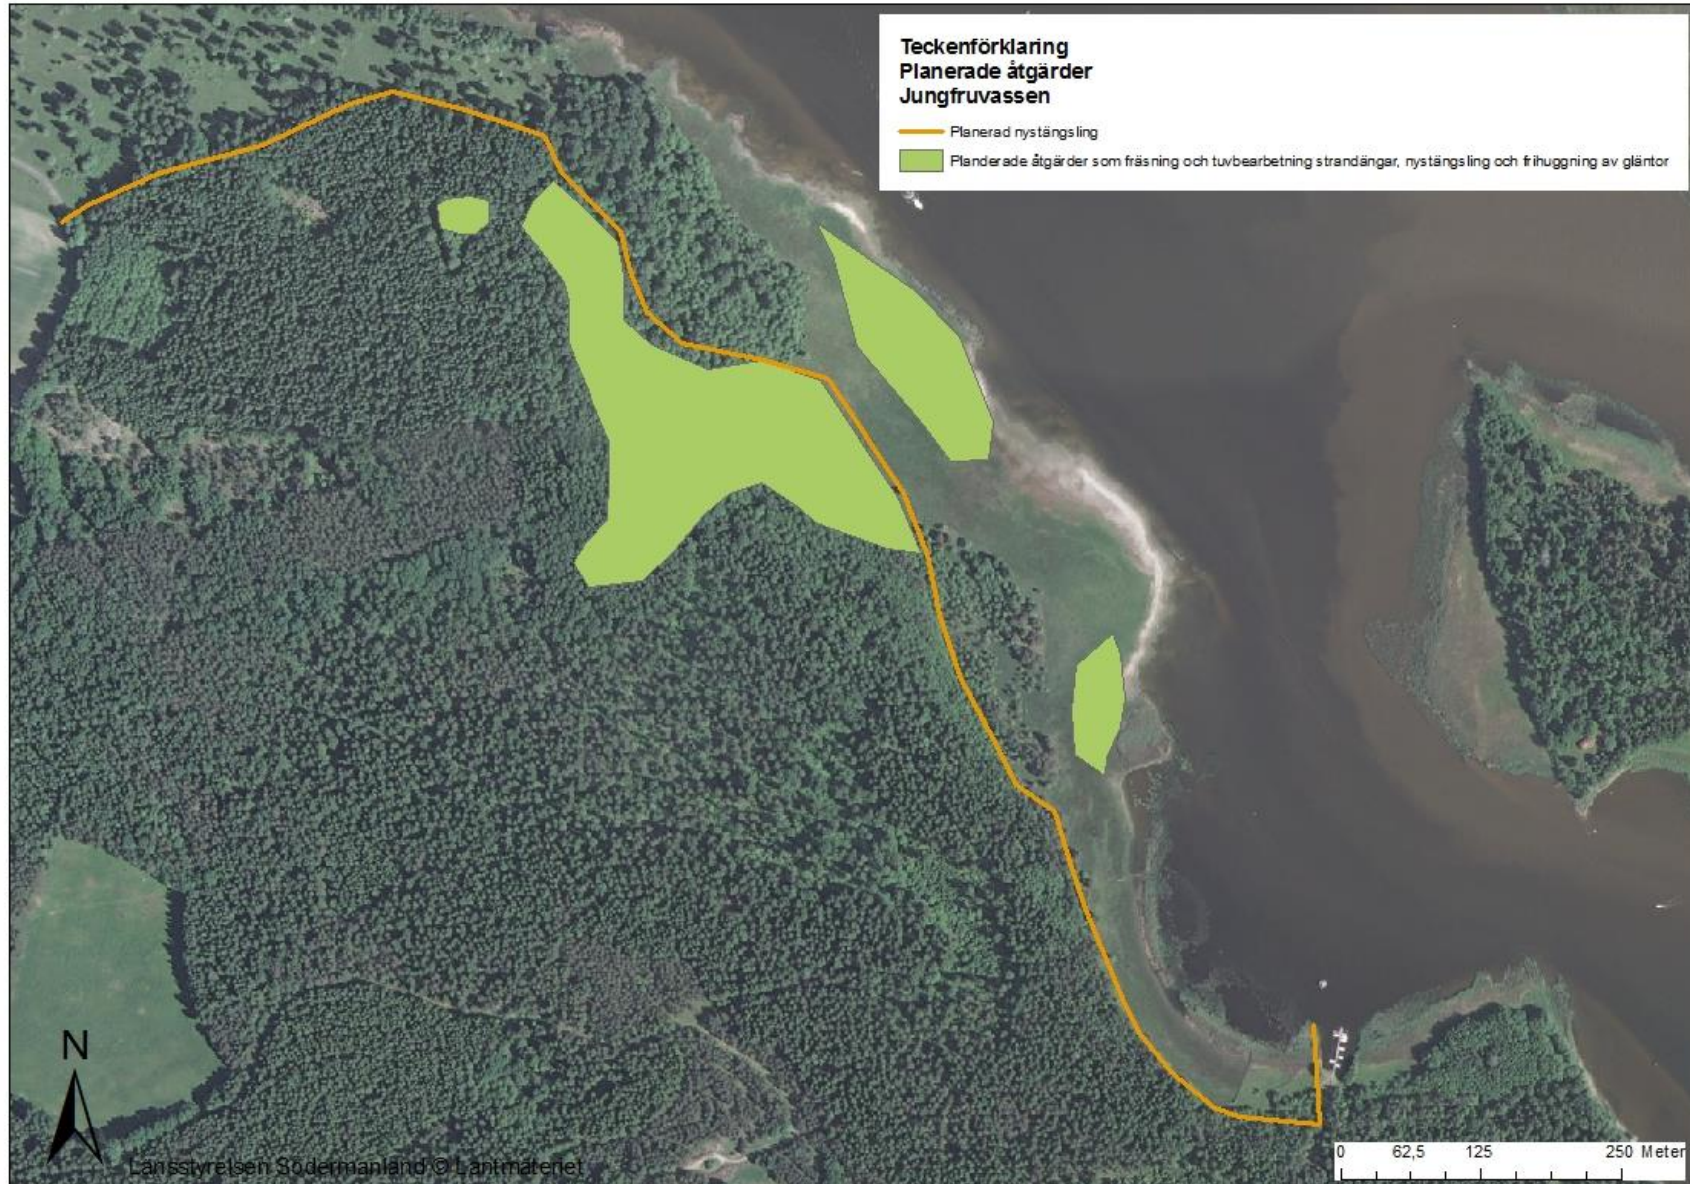 Teckenförklaring
Planerade åtgärder
Jungfruvassen
Planerad nystängsling
Planderade åtgärder som fräsning och tuvbearbetning strandängar, nystängsling och frihuggning av gläntor
N
Länsstyrelsen Södermanland © Lantmäteriet
0 62,5 125 250 Meter